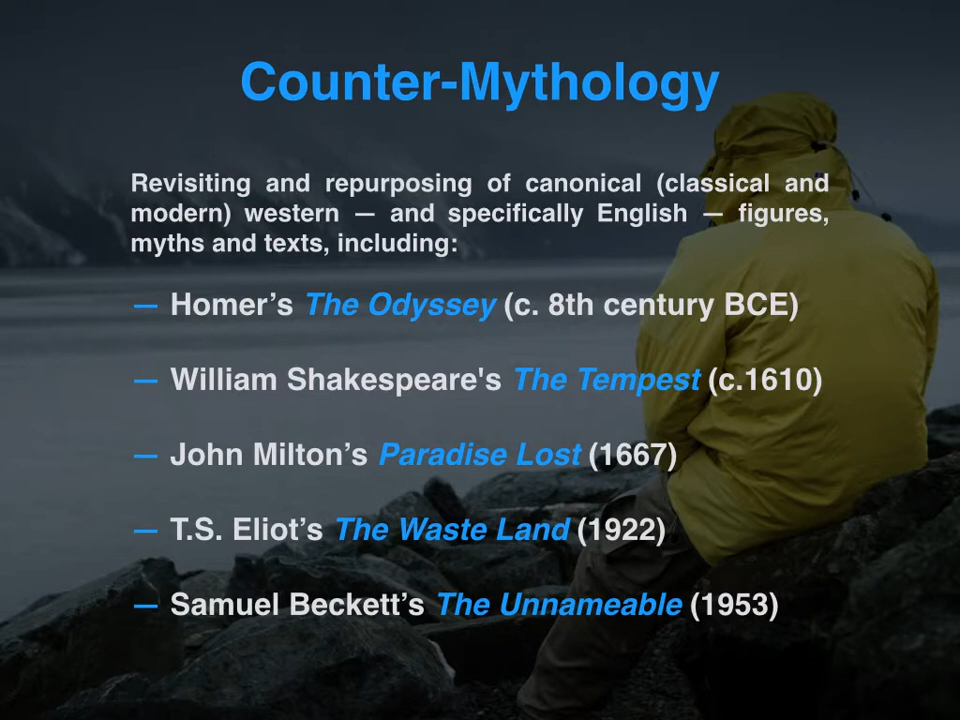 Counter-Mythology
Revisiting and repurposing of canonical (classical and
modern) western — and specifically English — figures,
myths and texts, including:
— Homer’s The Odyssey (c. 8th century BCE)
— William Shakespeare's The Tempest (c.1610)
— John Milton’s Paradise Lost (1667)
— T.S. Eliot’s The Waste Land (1922)
— Samuel Beckett’s The Unnameable (1953)